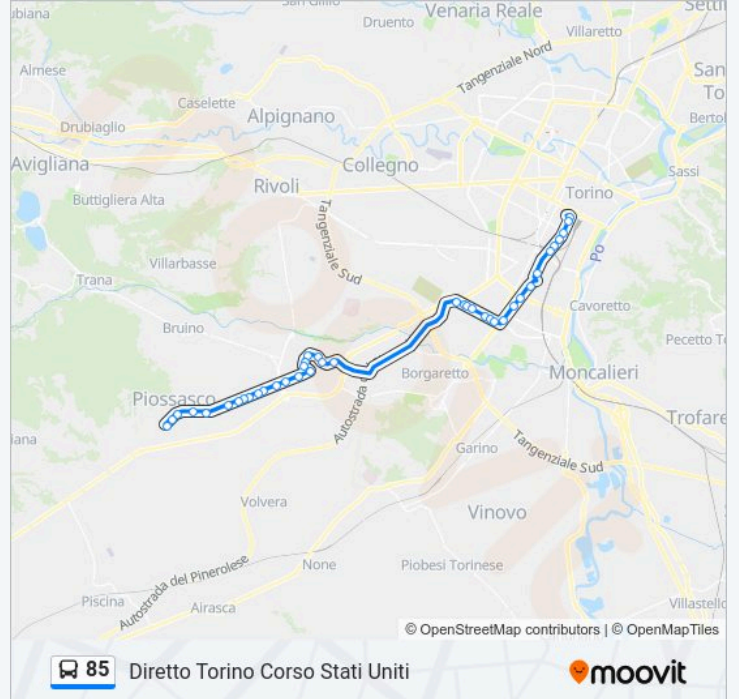 ubiana
San Gillio
Venaria Reale
Setti
Druento
Villaretto
Almese
Tangenziale Nord
San
To
Caselette
Alpignano
Bertol
Drubiaglio
Avigliana
Collegno
Sassi
Rivoli
Torino
Buttigliera Alta
Tangenziale Sud
Po
Villarbasse
Trana
Cavoretto
Bruino
Pecetto To
Borgaretto
Moncalieri
Piossasco
Autostrada d
Trofare
iana
Garino
Tangenziale Sud
Volvera
Vinovo
None
Piobesi Torinese
Autostrada del Pinerolese
Piscina
Airasca
Villastello
© OpenStreetMap contributors | © OpenMapTiles
85 Diretto Torino Corso Stati Uniti
moovit